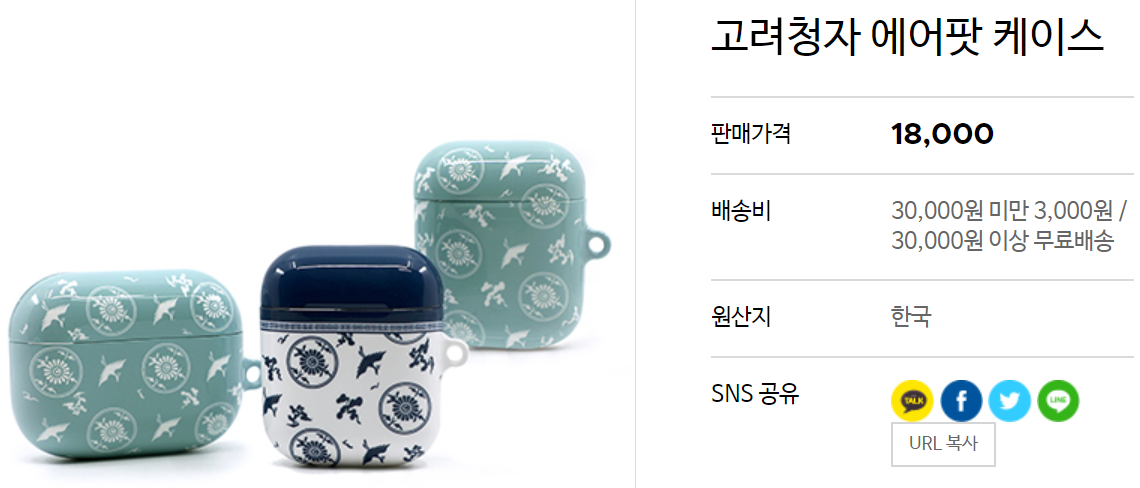 고려청자 에어팟 케이스
판매가격 18,000
배송비 30,000원 미만 3,000원 /
30,000원 이상 무료배송
원산지 한국
SNS 공유 TALK f LINE
URL 복사